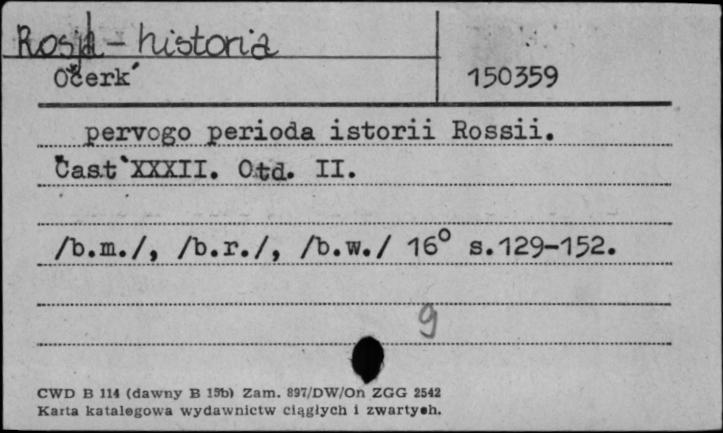 Rosja - historia
Očerk′ 150359
pervogo perioda istorii Rossii.
Čast` XXXII. Otd. II.
/b.m./, /b.r./, /b.w./ 16° s.129-152.
9
CWD B 114 (dawny B 15b) Zam. 897/DW/On ZGG 2542
Karta katalogowa wydawnictw ciągłych i zwartych.